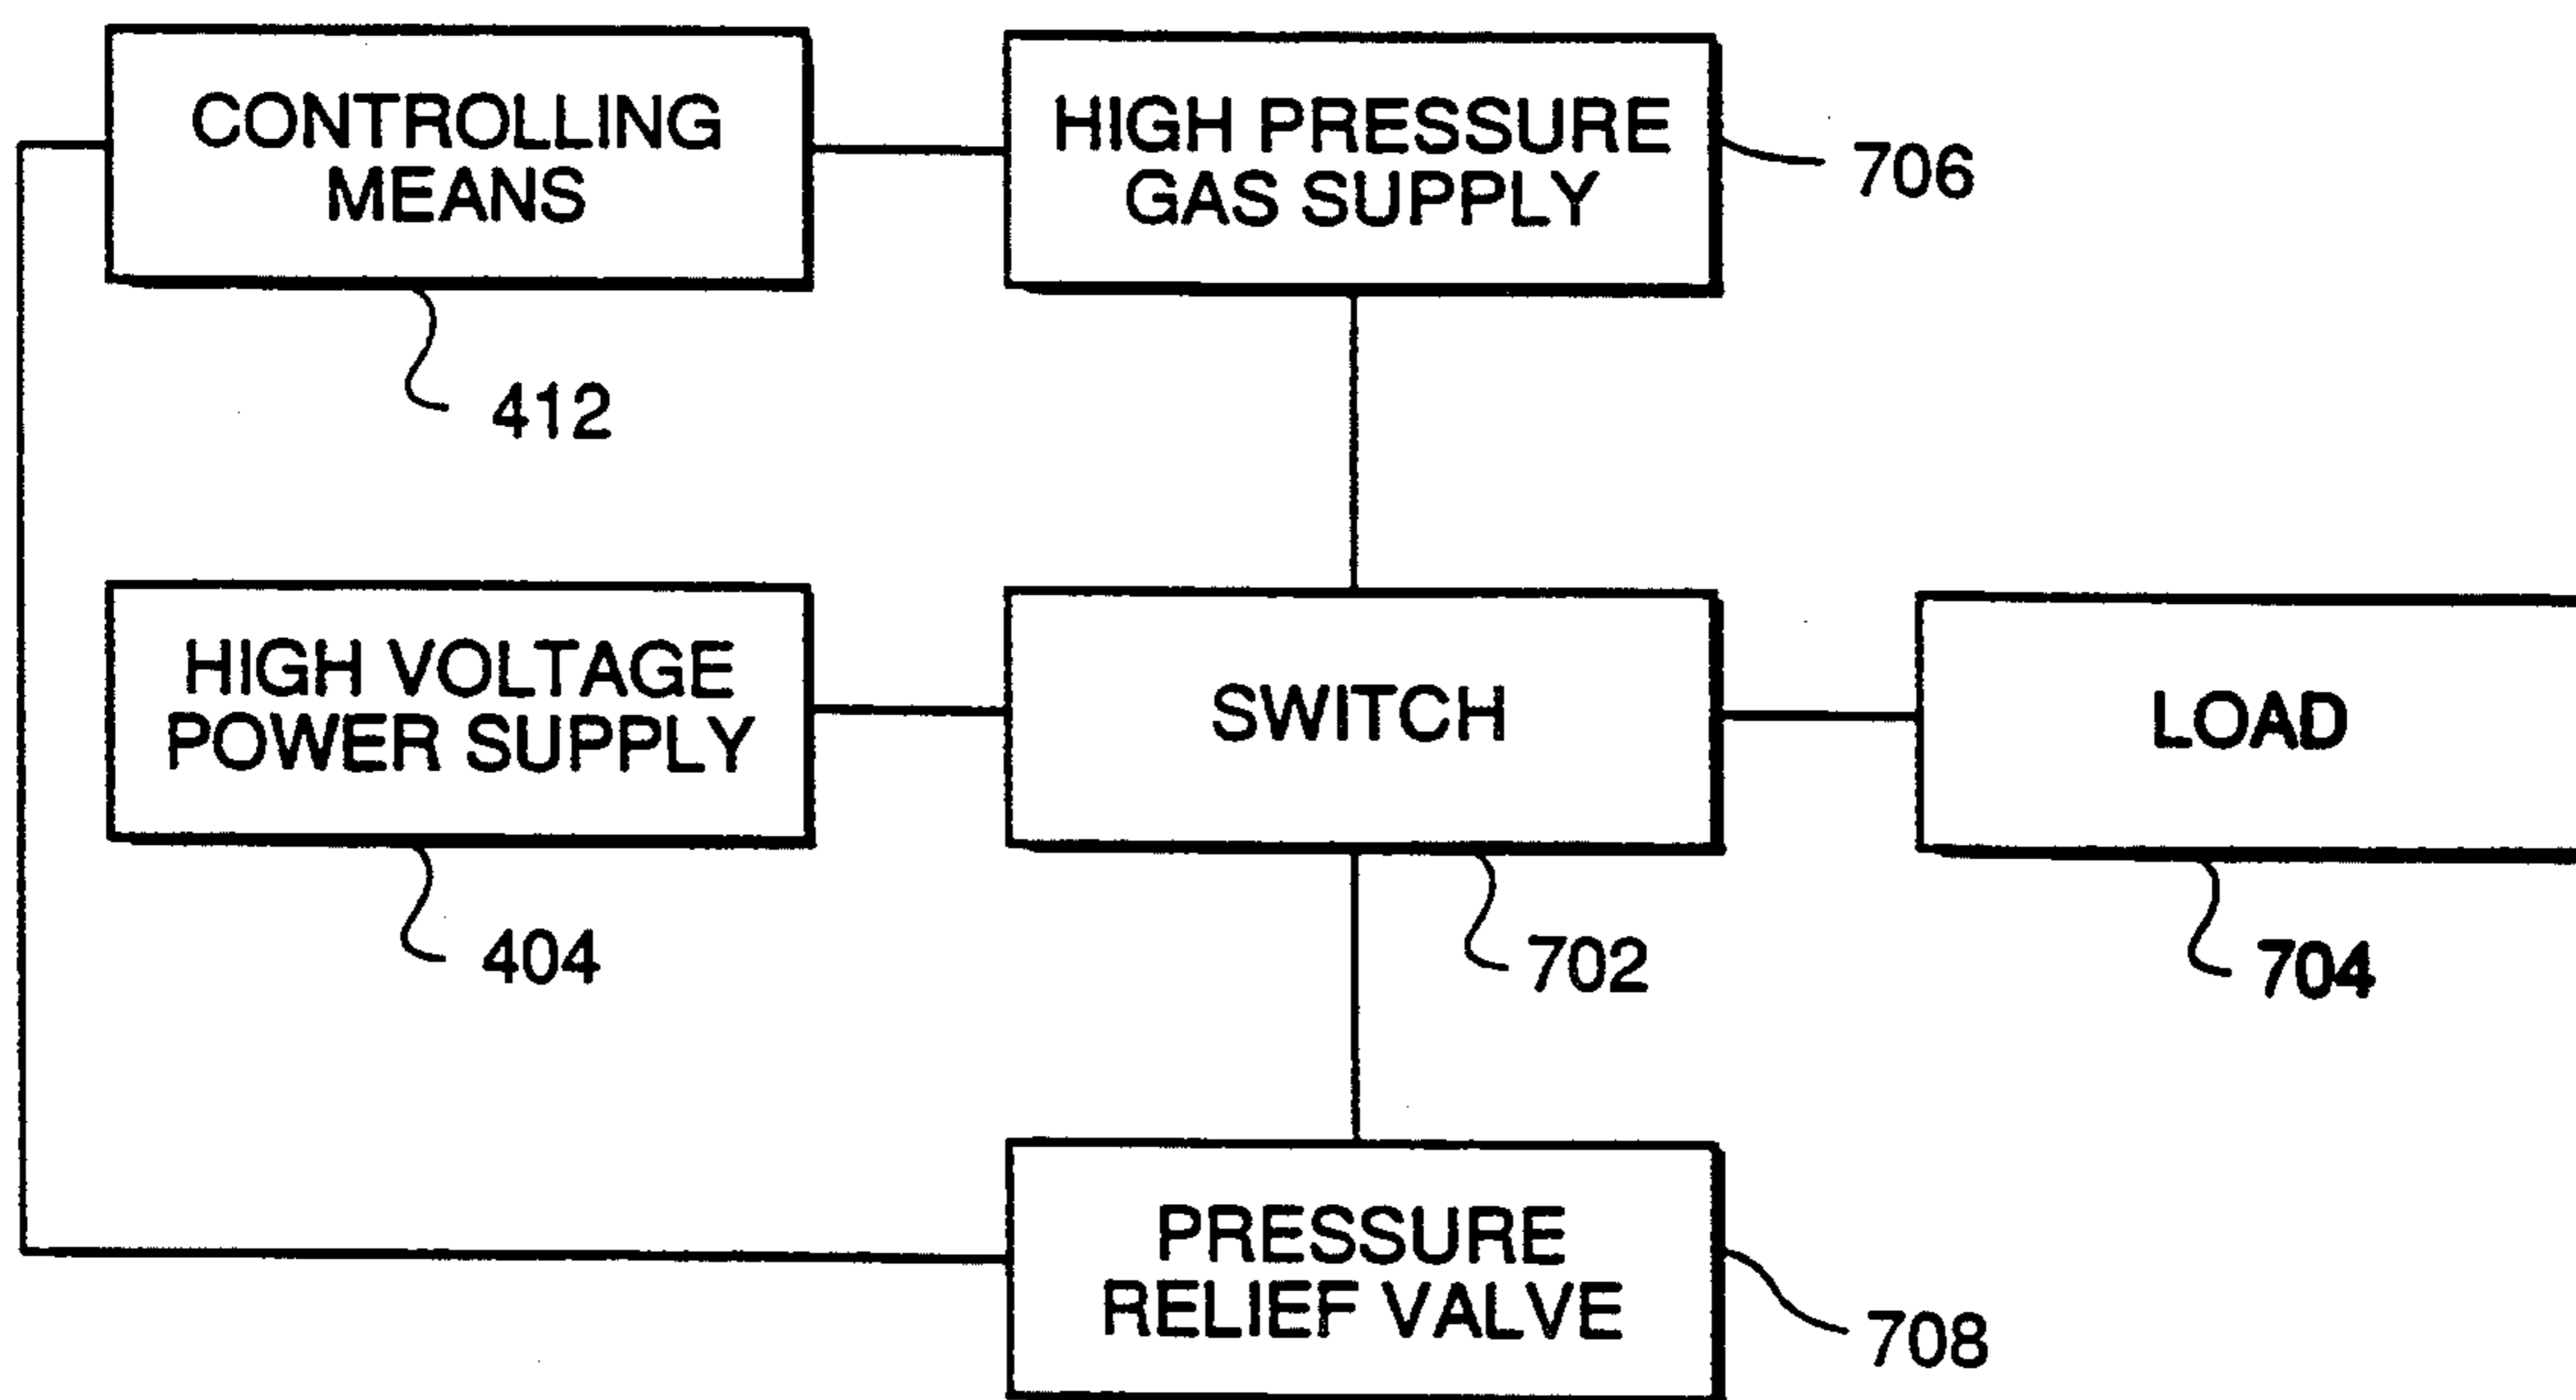 CONTROLLING
MEANS
HIGH PRESSURE
GAS SUPPLY
706
412
HIGH VOLTAGE
POWER SUPPLY
SWITCH
LOAD
404
702
704
PRESSURE
RELIEF VALVE
708